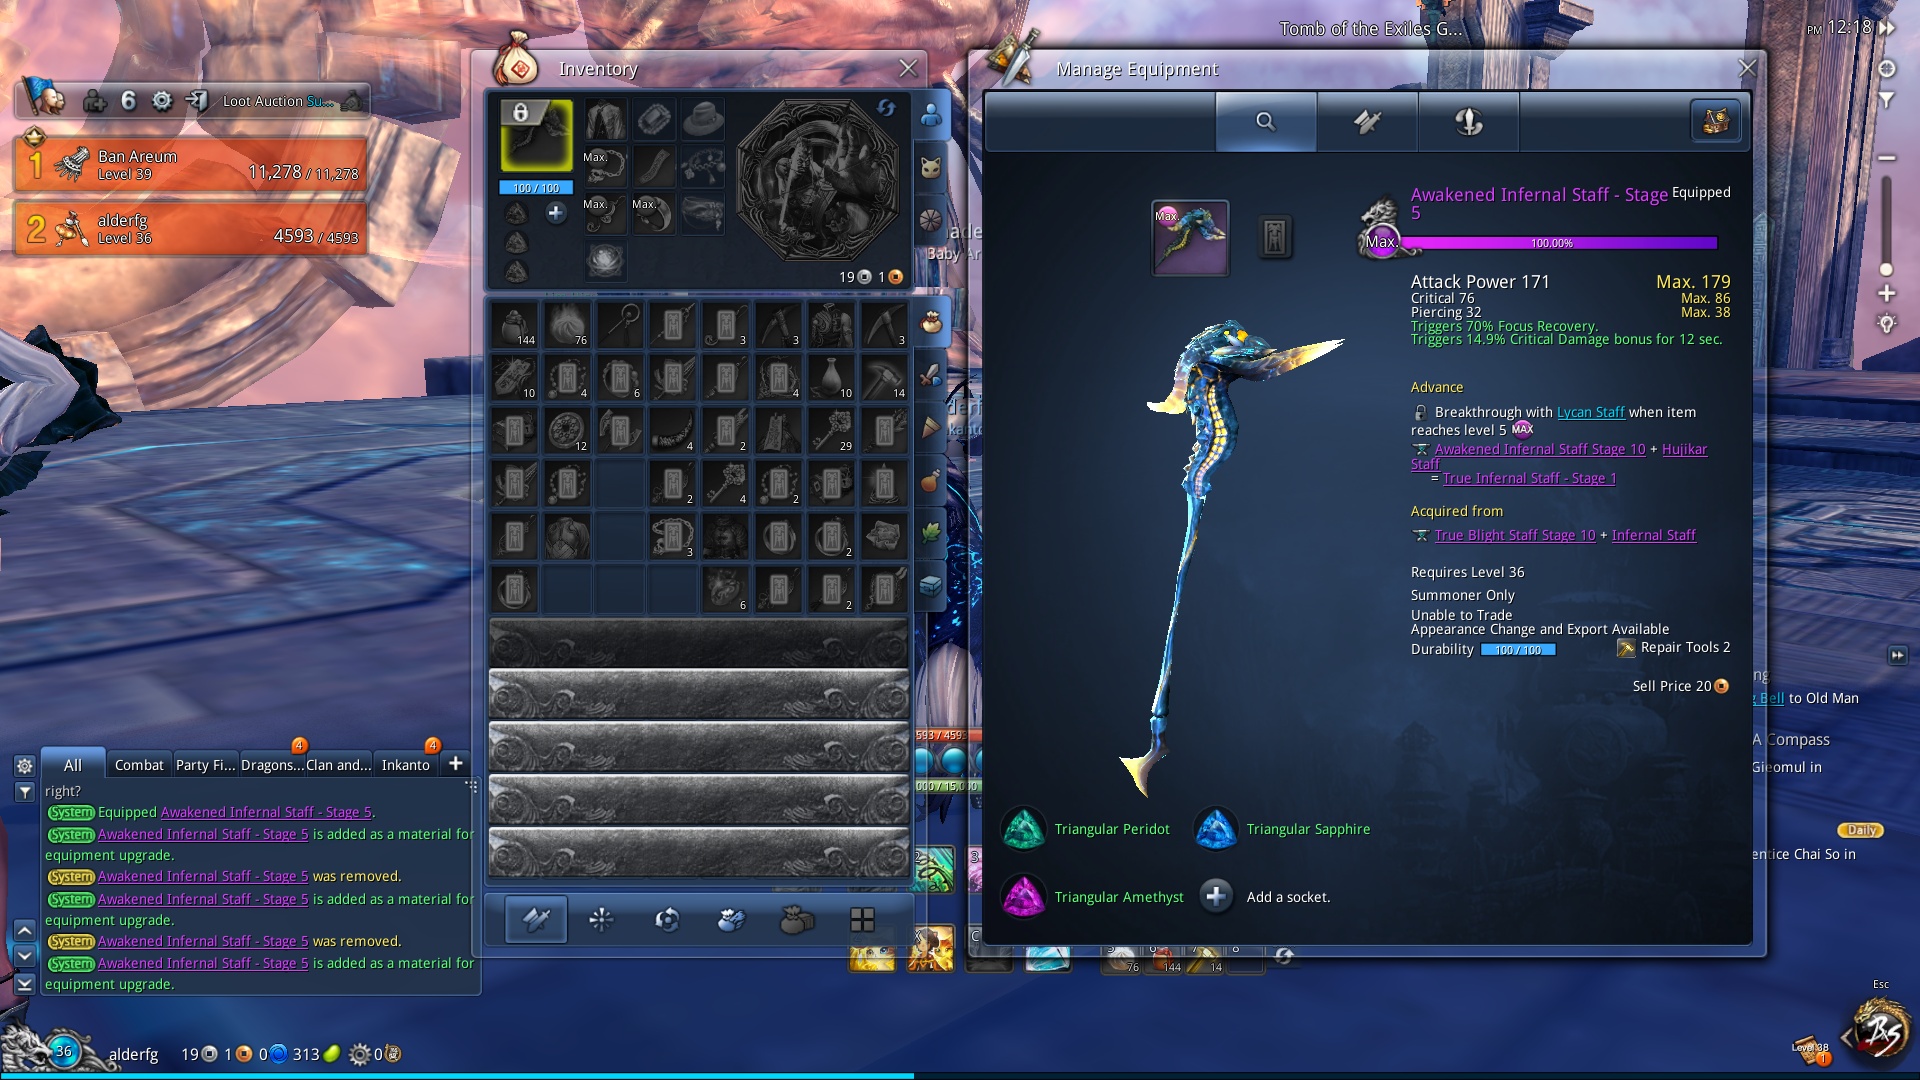 Tomb of the Exiles G...
PM 12:18
6 Loot Auction Su...
1 Ban Areum
Level 39
11,278 / 11,278
2 alderfg
Level 36
4593 / 4593
Inventory
100 / 100
Max.
Max. Max.
19 1
144 76 3 3 3
10 4 6 4 10 14
12 4 2 29
2 4 2
3 2
6 2
Manage Equipment
Max.
Awakened Infernal Staff - Stage 5
Equipped
Max. 100.00%
Attack Power 171 Max. 179
Critical 76 Max. 86
Piercing 32 Max. 38
Triggers 70% Focus Recovery.
Triggers 14.9% Critical Damage bonus for 12 sec.
Advance
Breakthrough with Lycan Staff when item
reaches level 5 MAX
Awakened Infernal Staff Stage 10 + Hujikar
Staff
= True Infernal Staff - Stage 1
Acquired from
True Blight Staff Stage 10 + Infernal Staff
Requires Level 36
Summoner Only
Unable to Trade
Appearance Change and Export Available
Durability 100 / 100 Repair Tools 2
Sell Price 20
Triangular Peridot Triangular Sapphire
Triangular Amethyst Add a socket.
Bell to Old Man
A Compass
Gieomul in
Daily
entice Chai So in
4 4
All Combat Party Fi... Dragons... Clan and... Inkanto
right?
System Equipped Awakened Infernal Staff - Stage 5.
System Awakened Infernal Staff - Stage 5 is added as a material for
equipment upgrade.
System Awakened Infernal Staff - Stage 5 was removed.
System Awakened Infernal Staff - Stage 5 is added as a material for
equipment upgrade.
System Awakened Infernal Staff - Stage 5 was removed.
System Awakened Infernal Staff - Stage 5 is added as a material for
equipment upgrade.
76 144 14
36 alderfg 19 1 0 313 0
Esc
Level 38
1
B&S